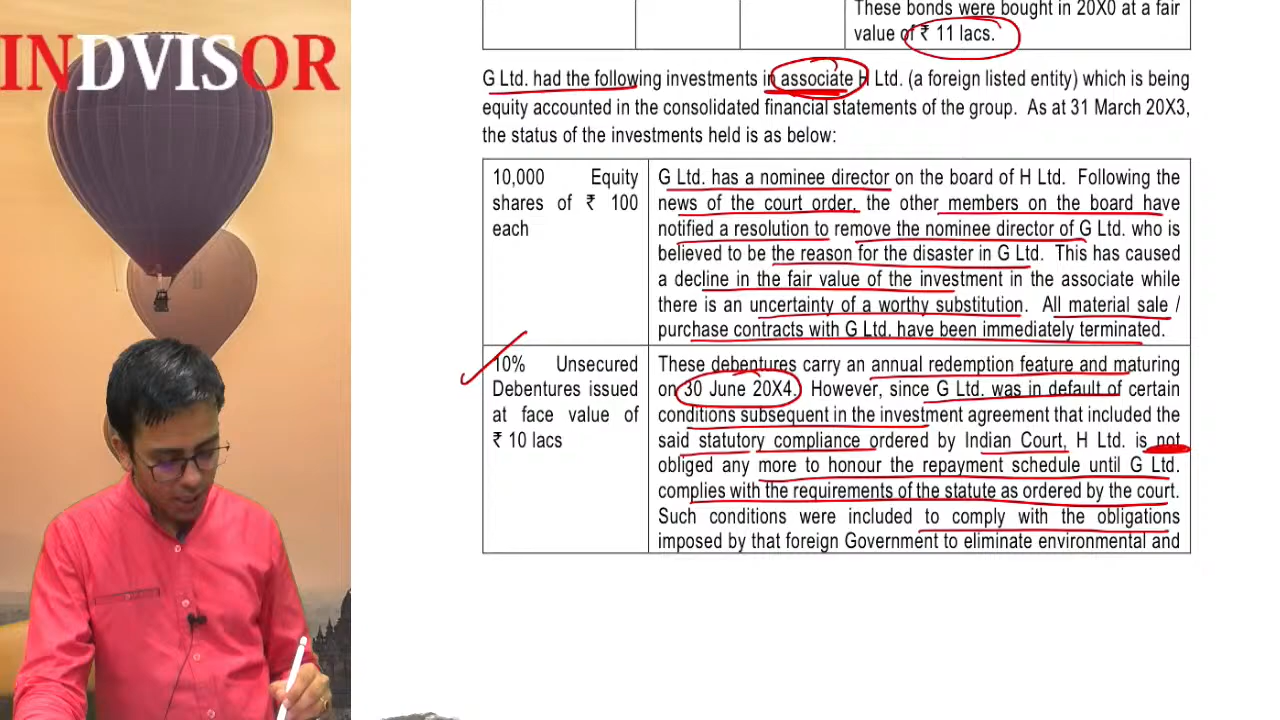 INDVISOR
These bonds were bought in 20X0 at a fair
value of ₹ 11 lacs.
G Ltd. had the following investments in associate H Ltd. (a foreign listed entity) which is being
equity accounted in the consolidated financial statements of the group. As at 31 March 20X3,
the status of the investments held is as below:
10,000 Equity
shares of ₹ 100
each
G Ltd. has a nominee director on the board of H Ltd. Following the
news of the court order, the other members on the board have
notified a resolution to remove the nominee director of G Ltd. who is
believed to be the reason for the disaster in G Ltd. This has caused
a decline in the fair value of the investment in the associate while
there is an uncertainty of a worthy substitution. All material sale /
purchase contracts with G Ltd. have been immediately terminated.
10% Unsecured
Debentures issued
at face value of
₹ 10 lacs
These debentures carry an annual redemption feature and maturing
on 30 June 20X4. However, since G Ltd. was in default of certain
conditions subsequent in the investment agreement that included the
said statutory compliance ordered by Indian Court, H Ltd. is not
obliged any more to honour the repayment schedule until G Ltd.
complies with the requirements of the statute as ordered by the court.
Such conditions were included to comply with the obligations
imposed by that foreign Government to eliminate environmental and